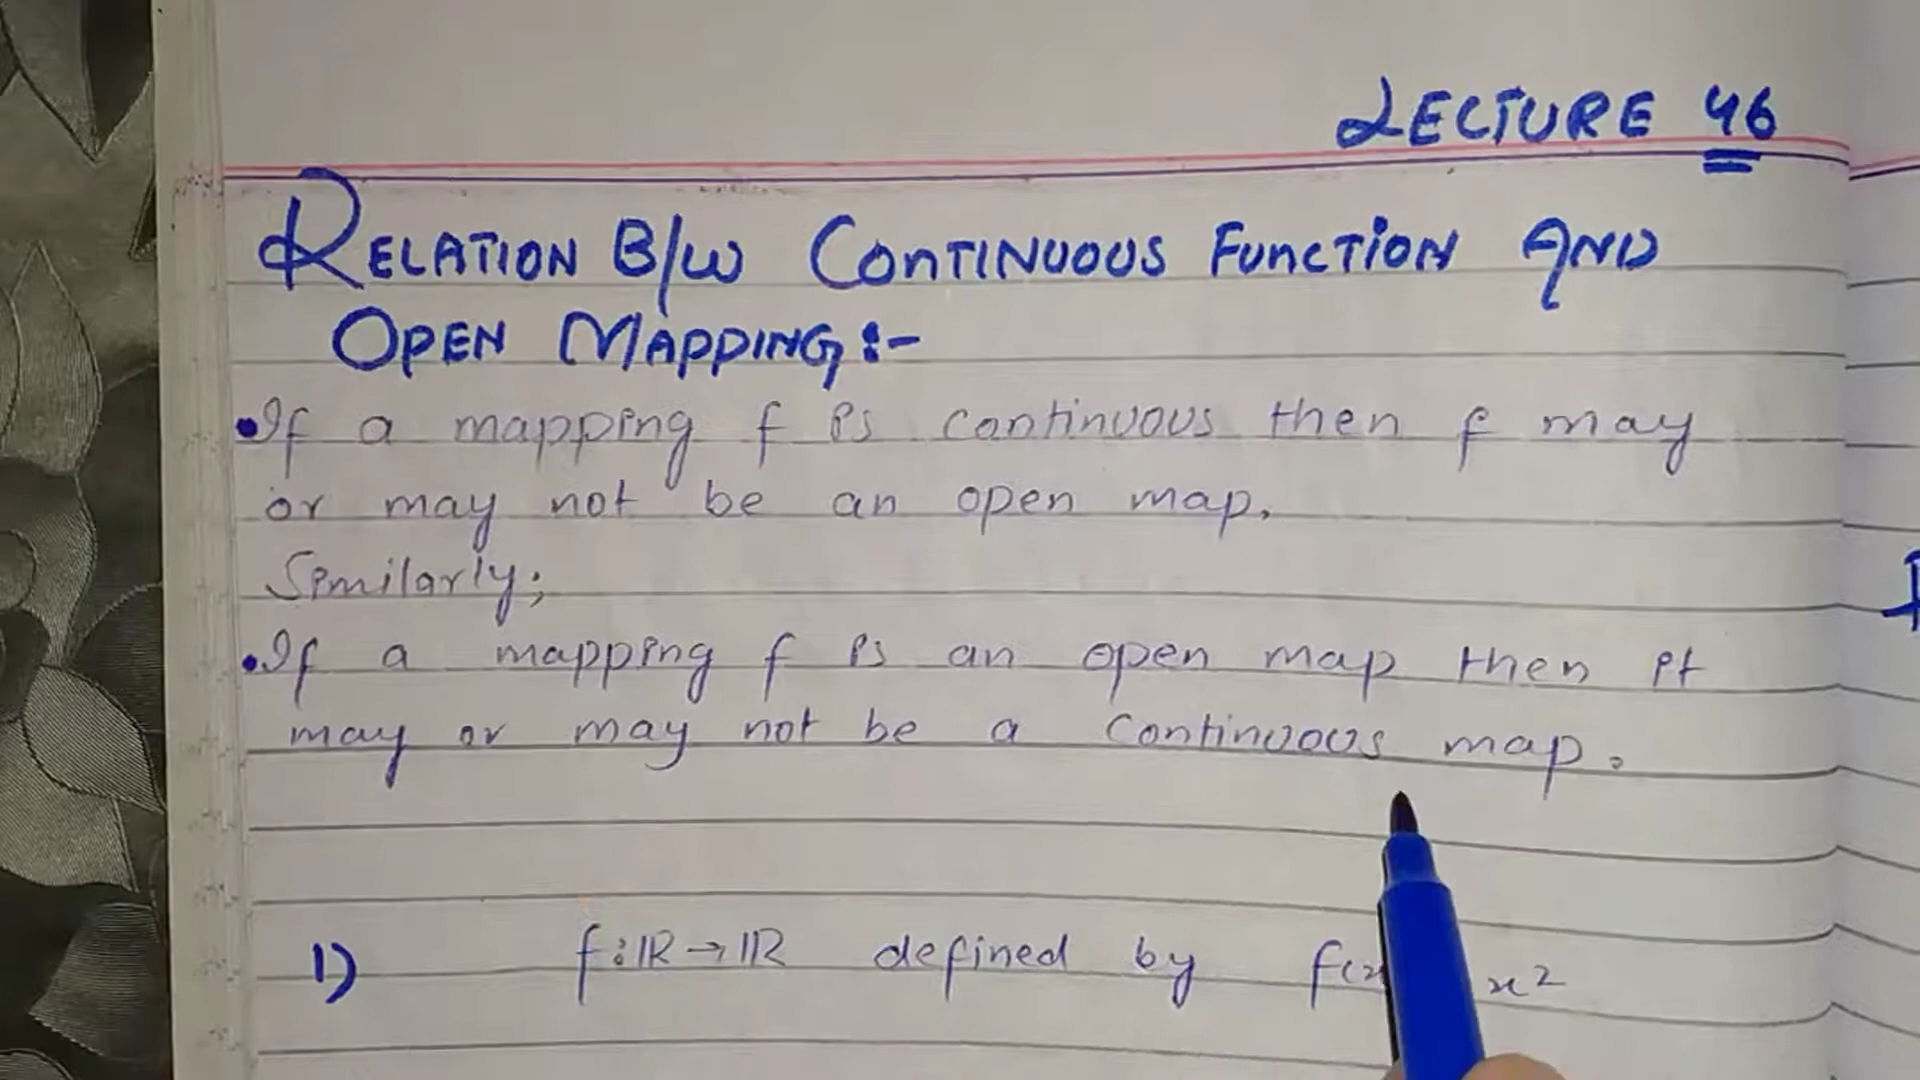 LECTURE 46
RELATION B/W CONTINUOUS FUNCTION AND
OPEN MAPPING:-
•If a mapping f is continuous then f may
or may not be an open map.
Similarly;
•If a mapping f is an open map then it
may or may not be a continuous map.
1) f:ℝ→ℝ defined by f(x x2